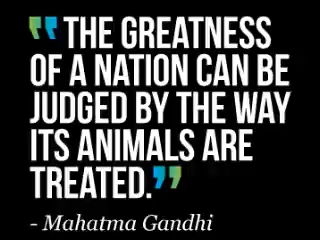 "THE GREATNESS
OF A NATION CAN BE
JUDGED BY THE WAY
ITS ANIMALS ARE
TREATED."
- Mahatma Gandhi